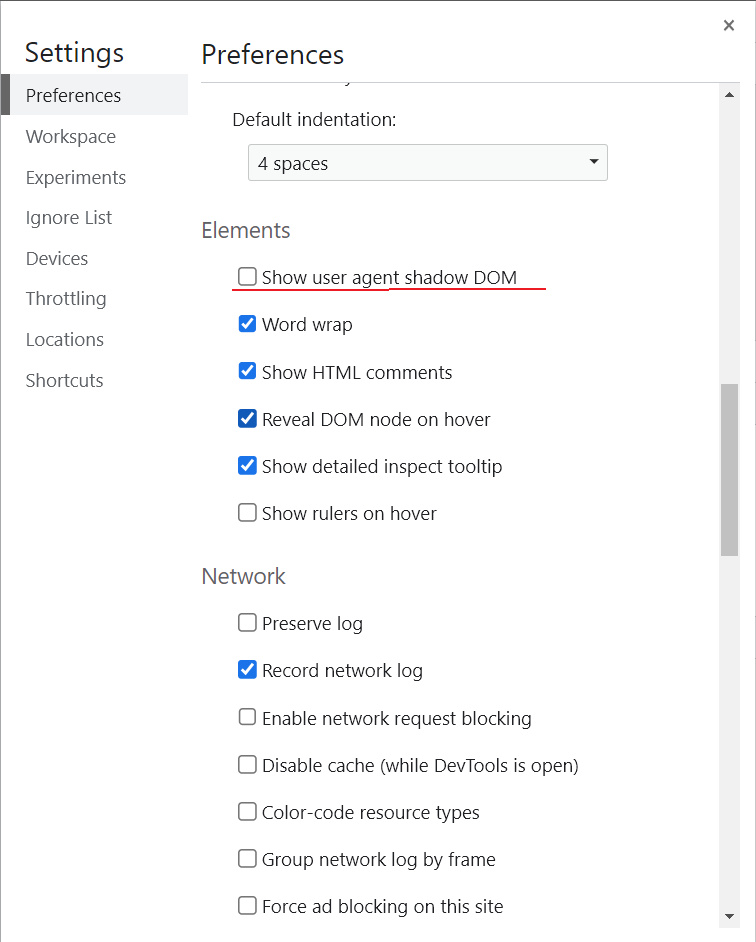 Settings
Preferences
Workspace
Experiments
Ignore List
Devices
Throttling
Locations
Shortcuts
Preferences
Default indentation:
4 spaces
Elements
Show user agent shadow DOM
Word wrap
Show HTML comments
Reveal DOM node on hover
Show detailed inspect tooltip
Show rulers on hover
Network
Preserve log
Record network log
Enable network request blocking
Disable cache (while DevTools is open)
Color-code resource types
Group network log by frame
Force ad blocking on this site